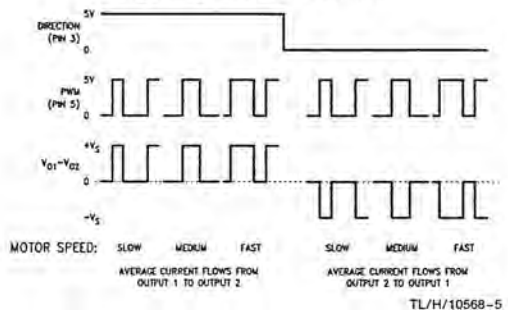 DIRECTION
(PIN 3)
5V
0
PWM
(PIN 5)
5V
0
V01-V02
+VS
0
-VS
MOTOR SPEED: SLOW MEDIUM FAST SLOW MEDIUM FAST
AVERAGE CURRENT FLOWS FROM
OUTPUT 1 TO OUTPUT 2
AVERAGE CURRENT FLOWS FROM
OUTPUT 2 TO OUTPUT 1
TL/H/10568-5